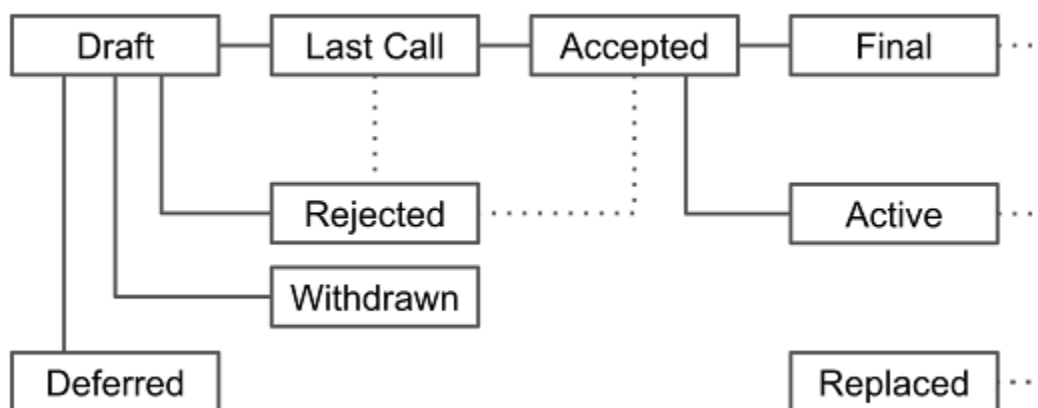 Draft
Last Call
Accepted
Final
Rejected
Active
Withdrawn
Deferred
Replaced